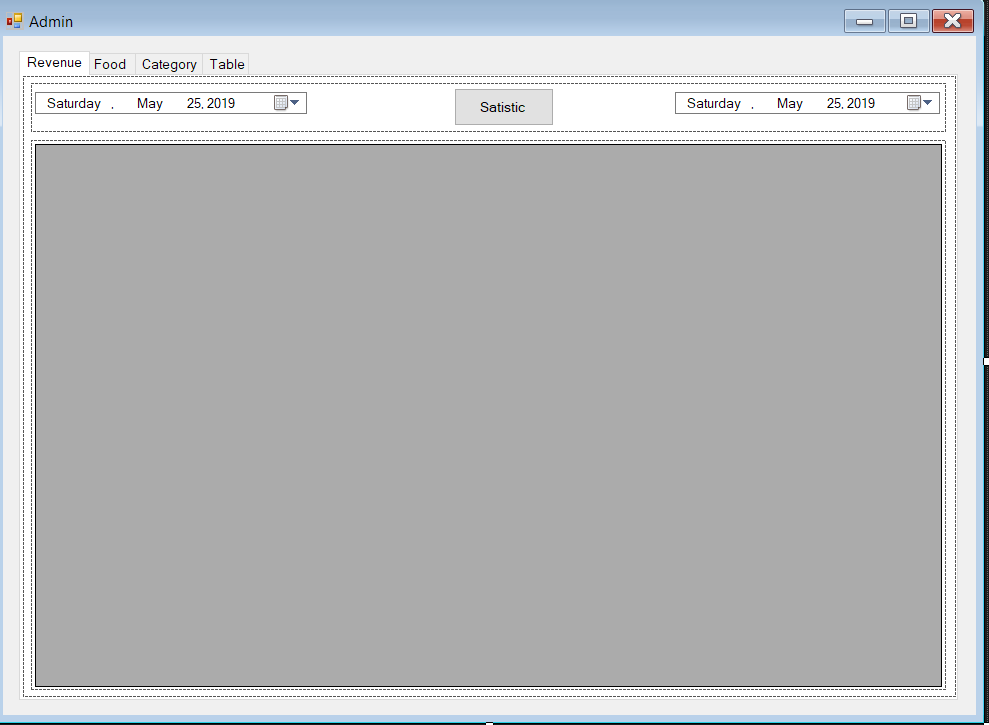 Admin
Revenue Food Category Table
Saturday , May 25, 2019 Satistic Saturday , May 25, 2019